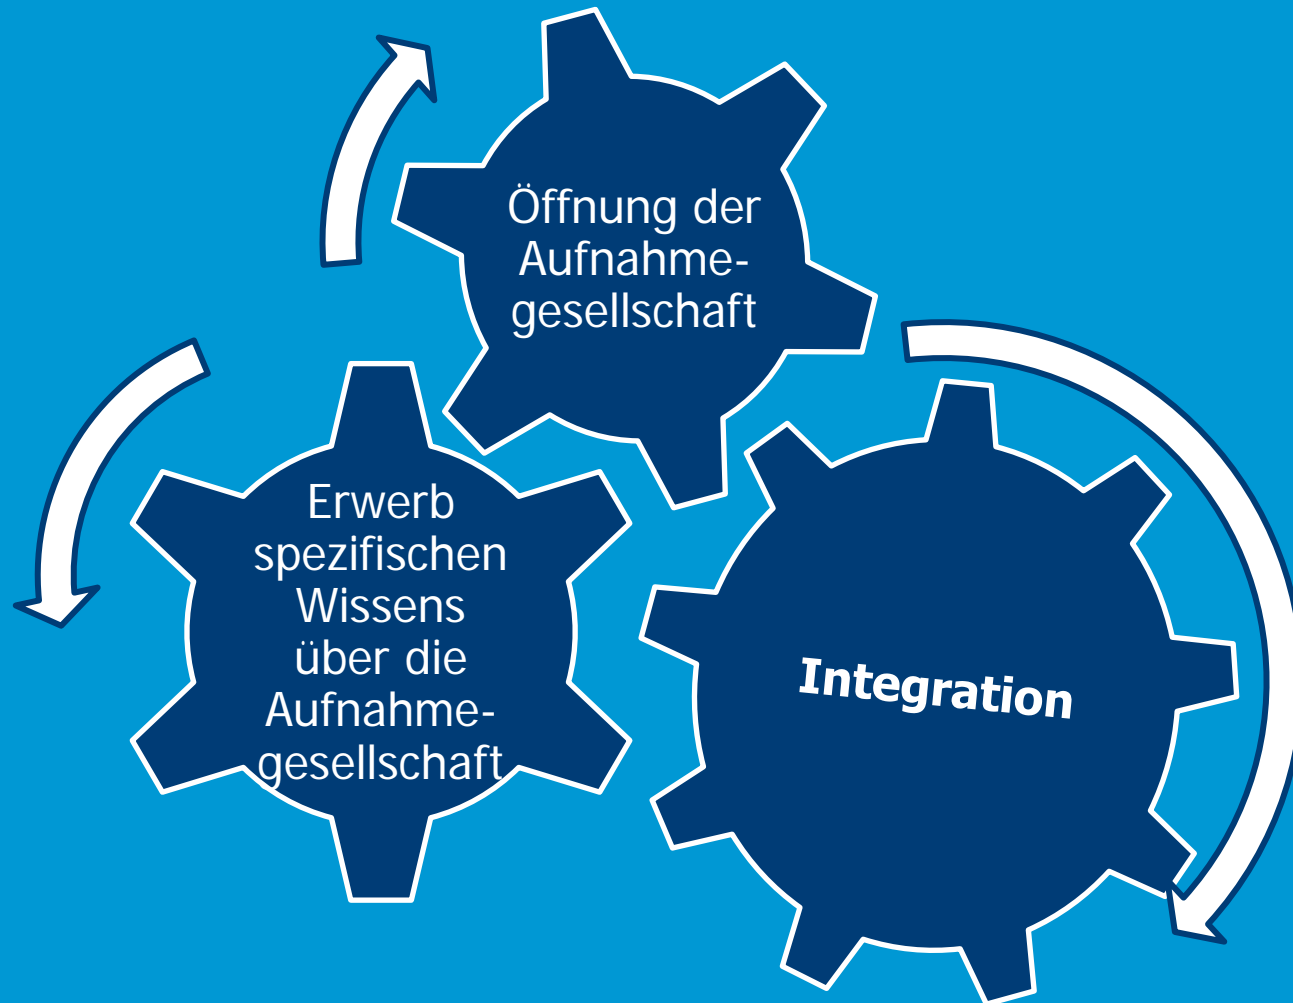 Öffnung der
Aufnahme-
gesellschaft
Erwerb
spezifischen
Wissens
über die
Aufnahme-
gesellschaft
Integration